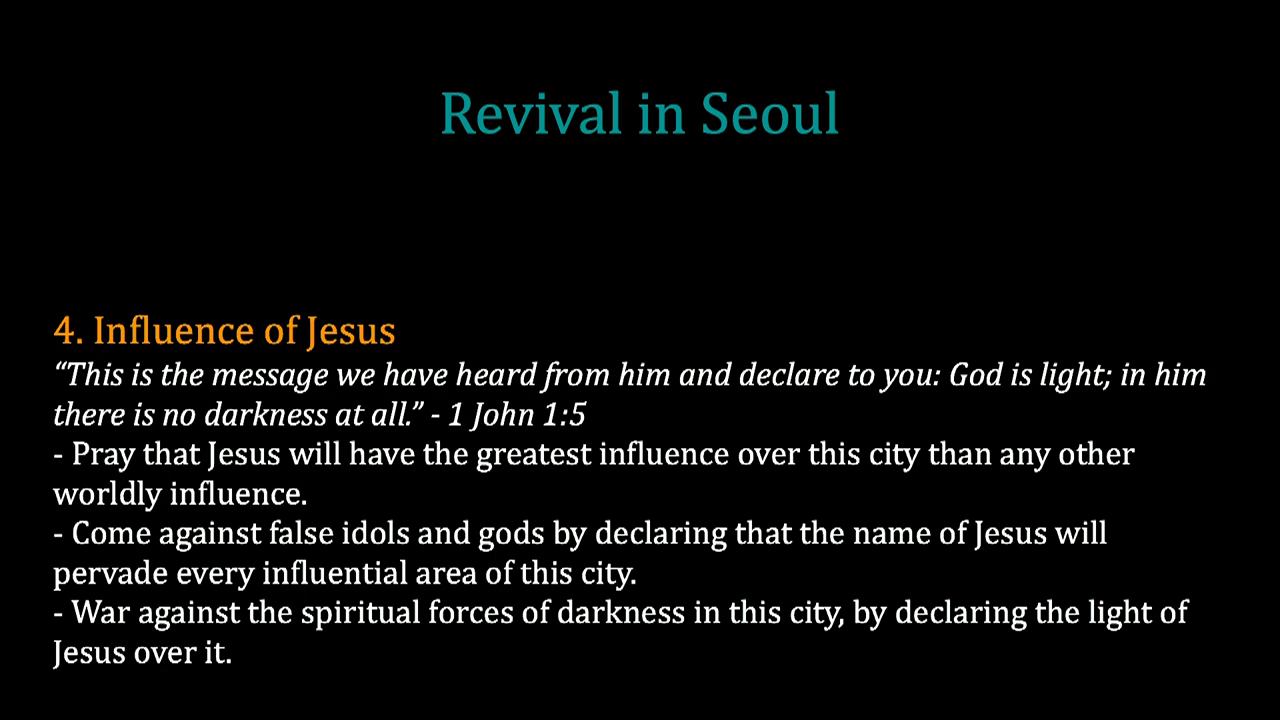 Revival in Seoul
4. Influence of Jesus
“This is the message we have heard from him and declare to you: God is light; in him
there is no darkness at all.” - 1 John 1:5
- Pray that Jesus will have the greatest influence over this city than any other
worldly influence.
- Come against false idols and gods by declaring that the name of Jesus will
pervade every influential area of this city.
- War against the spiritual forces of darkness in this city, by declaring the light of
Jesus over it.